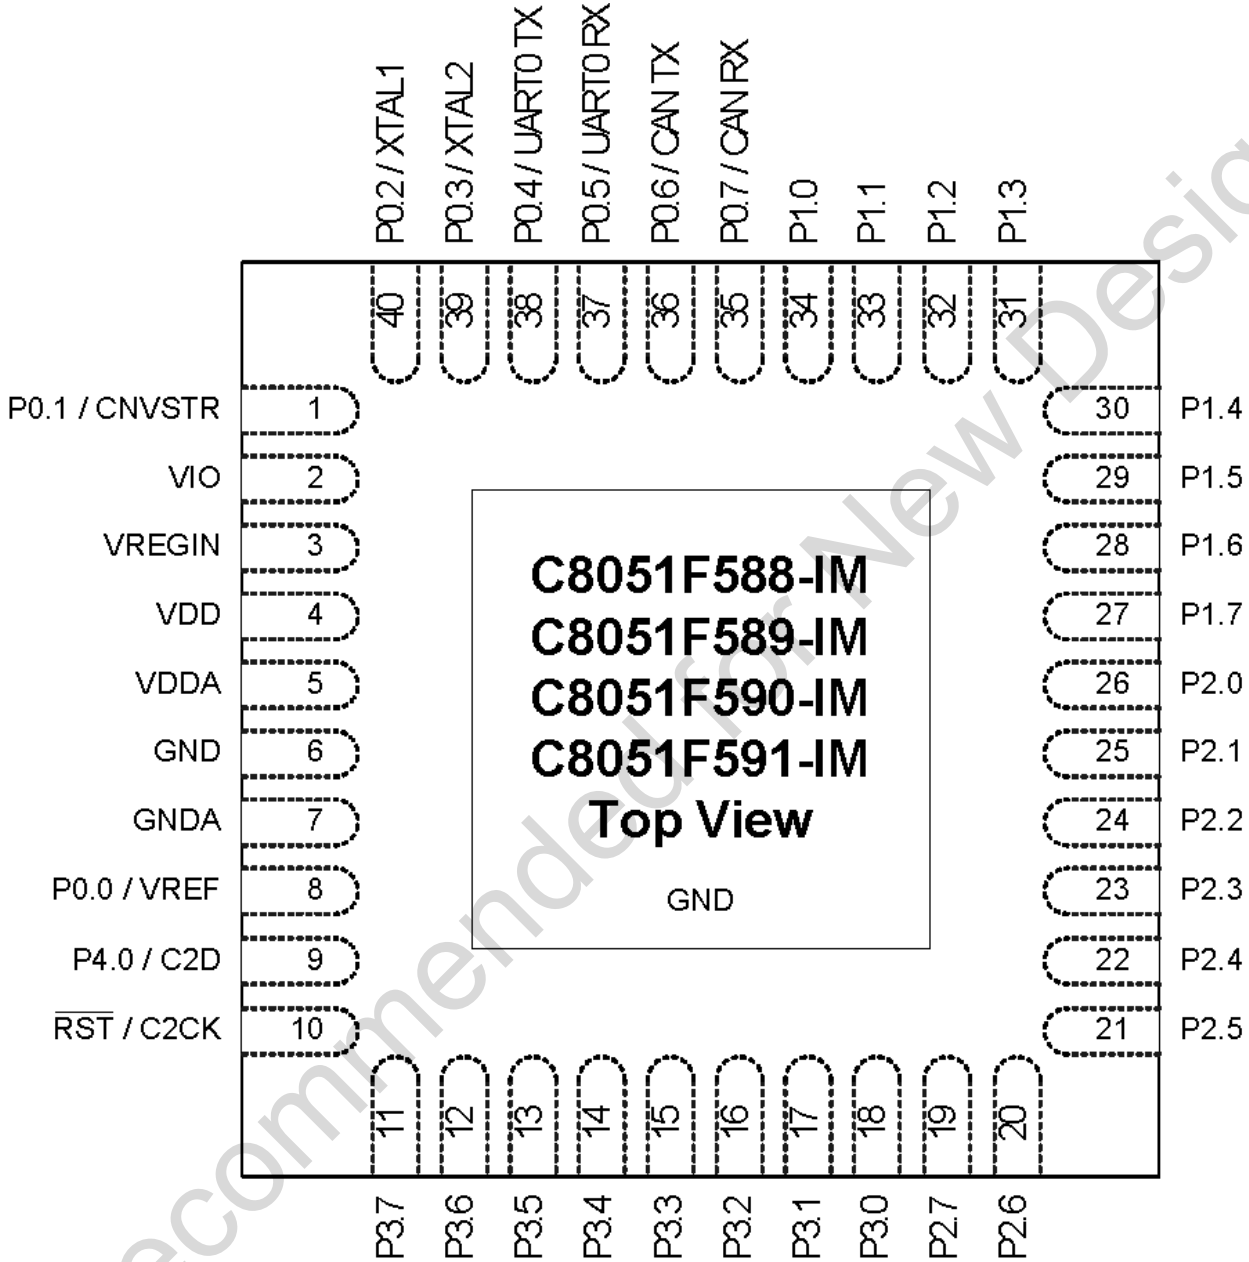 P0.2 / XTAL1
P0.3 / XTAL2
P0.4 / UART0 TX
P0.5 / UART0 RX
P0.6 / CAN TX
P0.7 / CAN RX
P1.0
P1.1
P1.2
P1.3
40
39
38
37
36
35
34
33
32
31
P0.1 / CNVSTR 1
VIO 2
VREGIN 3
VDD 4
VDDA 5
GND 6
GNDA 7
P0.0 / VREF 8
P4.0 / C2D 9
RST / C2CK 10
30 P1.4
29 P1.5
28 P1.6
27 P1.7
26 P2.0
25 P2.1
24 P2.2
23 P2.3
22 P2.4
21 P2.5
C8051F588-IM
C8051F589-IM
C8051F590-IM
C8051F591-IM
Top View
GND
11
12
13
14
15
16
17
18
19
20
P3.7
P3.6
P3.5
P3.4
P3.3
P3.2
P3.1
P3.0
P2.7
P2.6
ecommended for New Desig